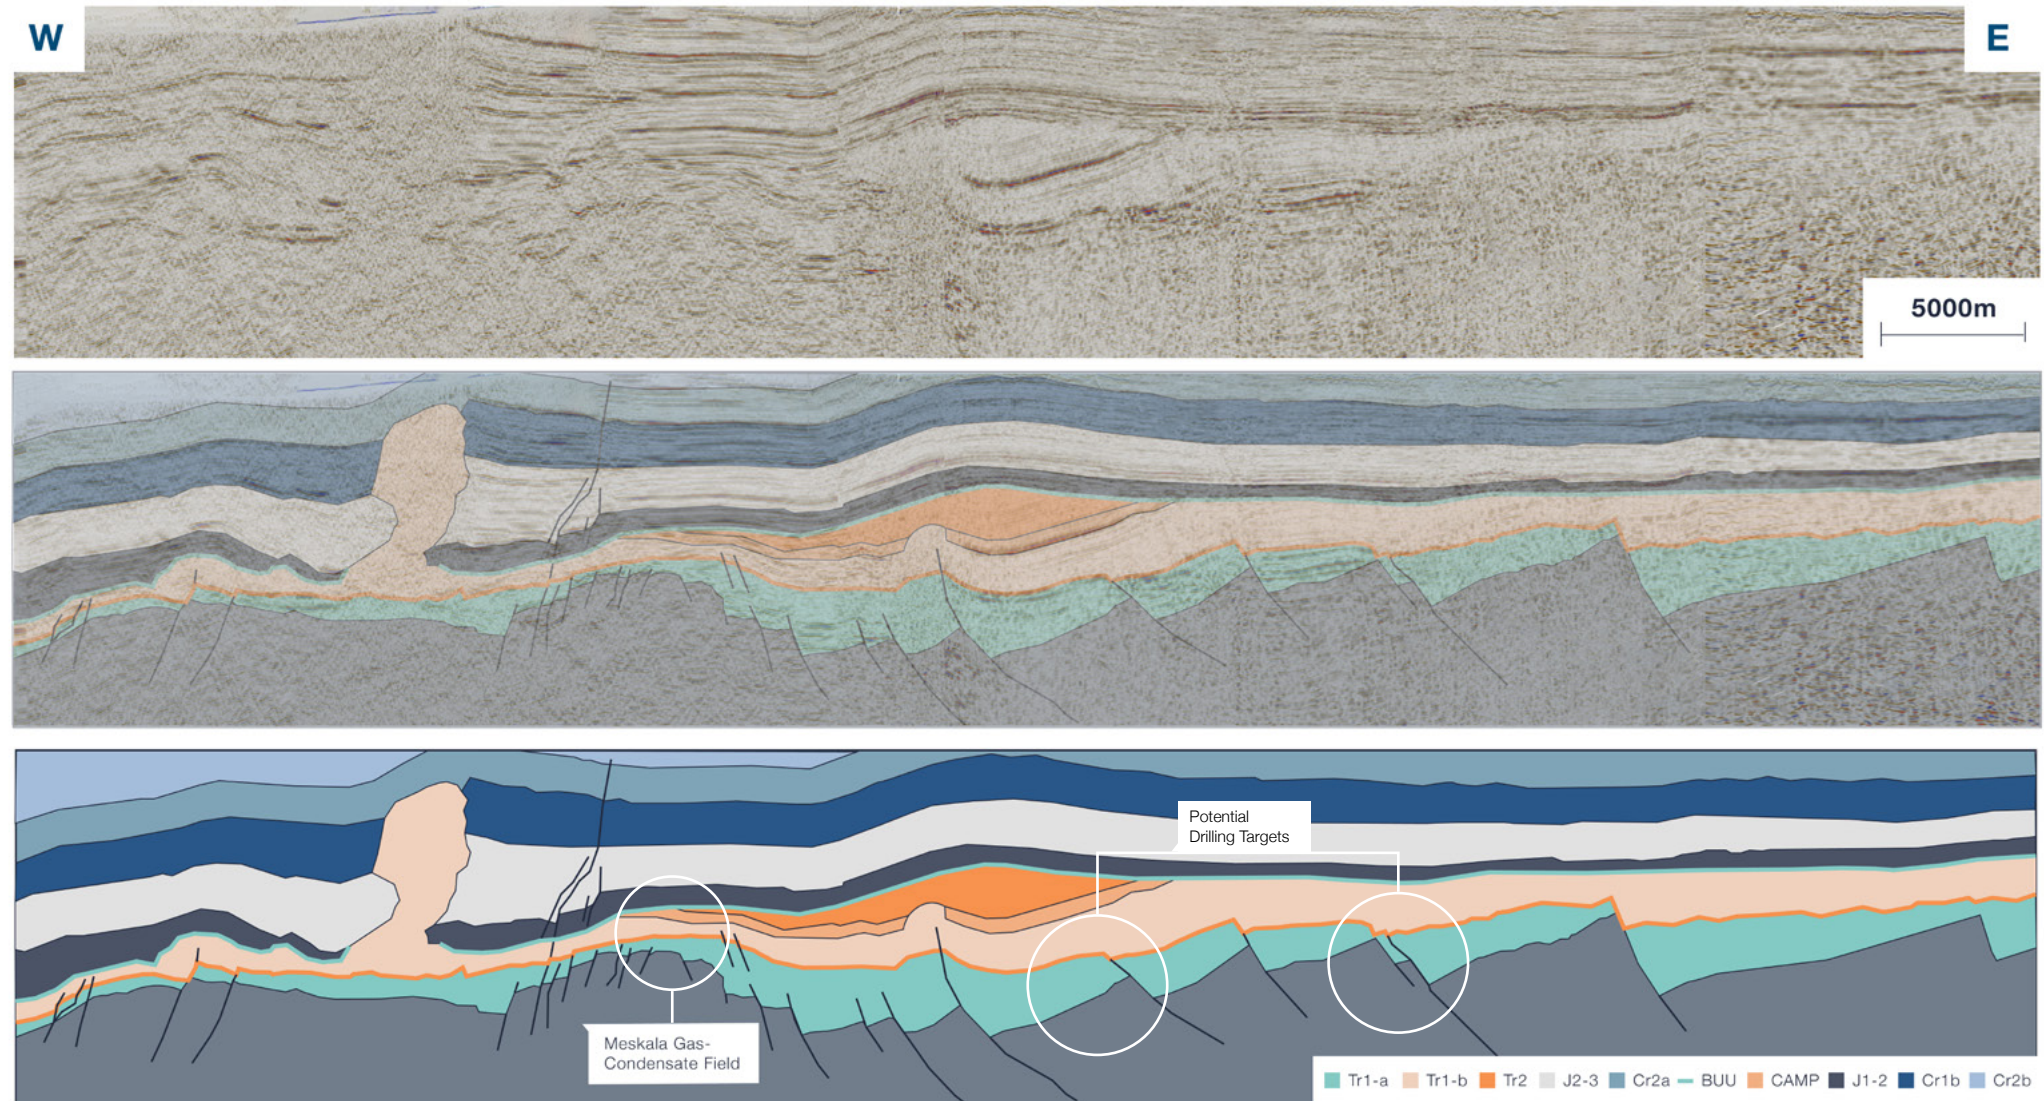 W
E
5000m
Potential
Drilling Targets
Meskala Gas-
Condensate Field
Tr1-a Tr1-b Tr2 J2-3 Cr2a BUU CAMP J1-2 Cr1b Cr2b